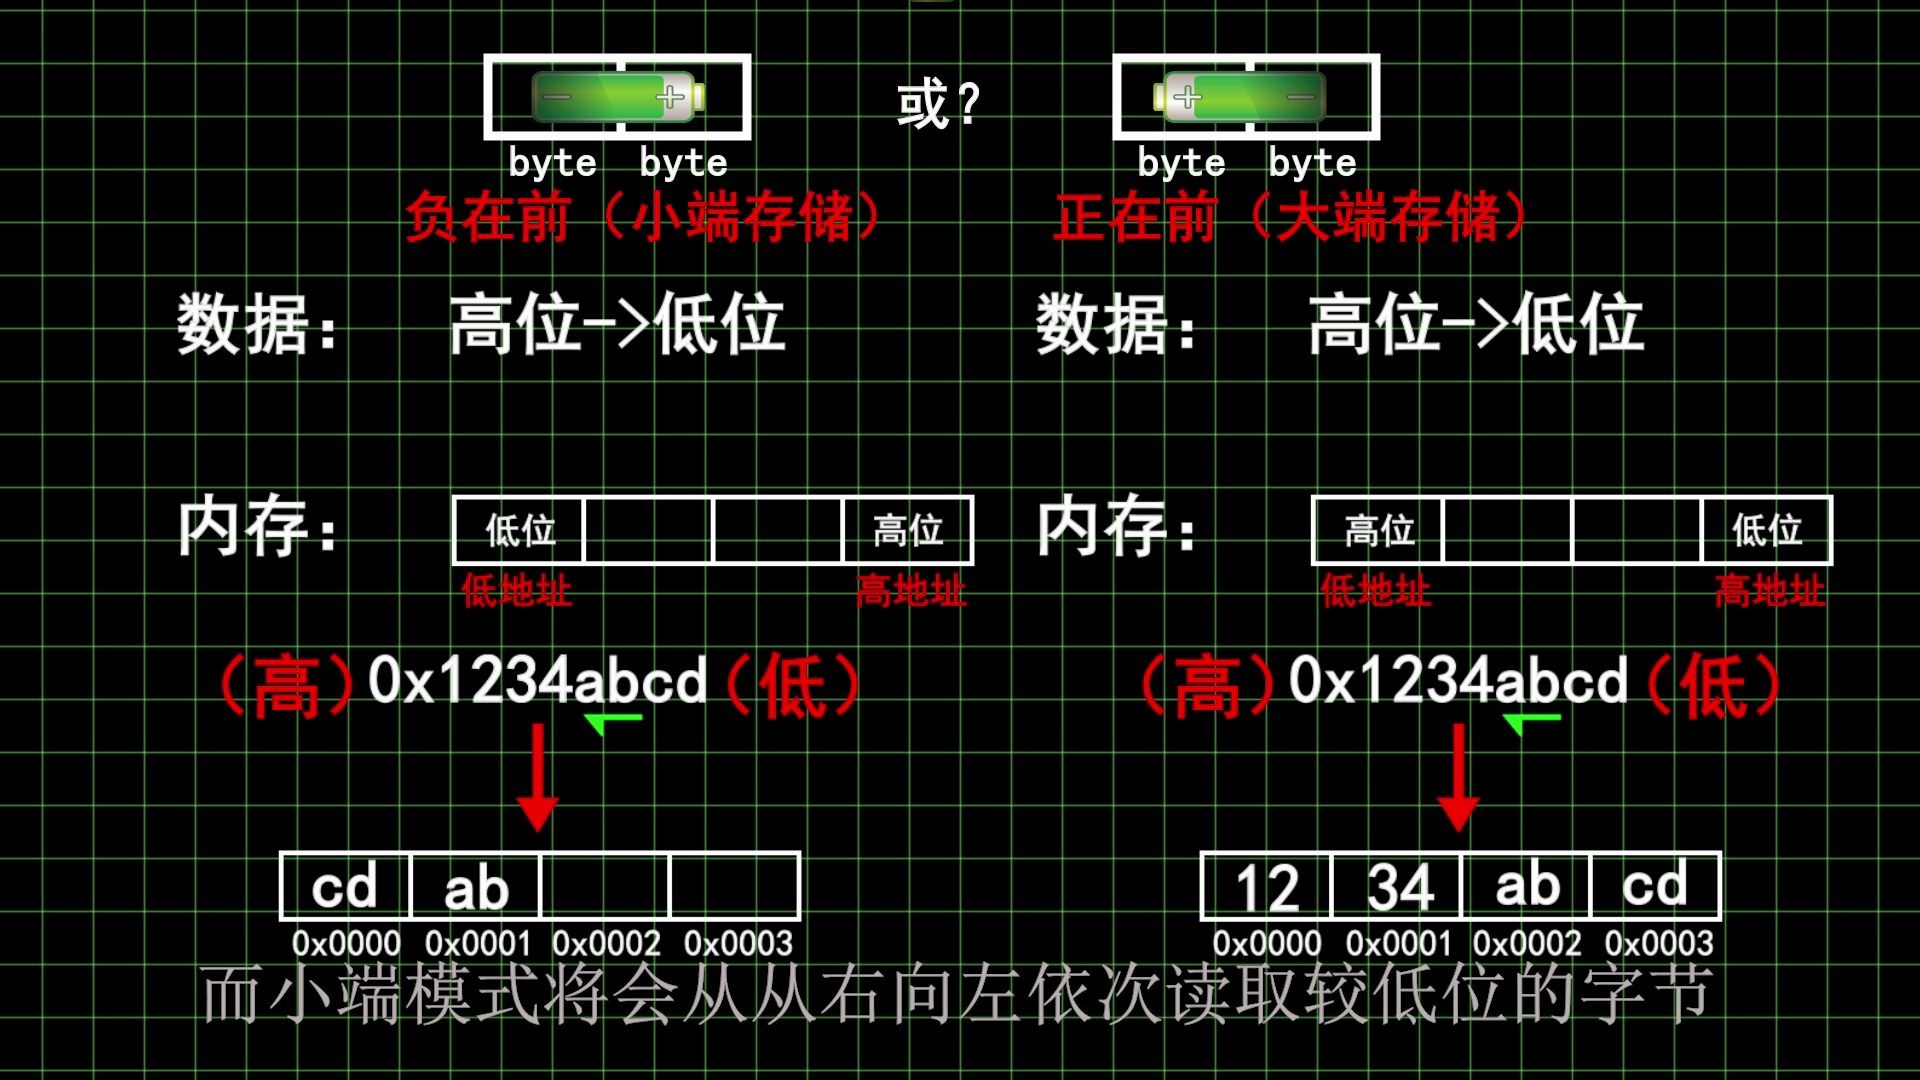 或?
byte byte byte byte
负在前（小端存储） 正在前（大端存储）
数据： 高位->低位 数据： 高位->低位
内存： 低位 高位 内存： 高位 低位
低地址 高地址 低地址 高地址
（高）0x1234abcd（低） （高）0x1234abcd（低）
cd ab 12 34 ab cd
0x0000 0x0001 0x0002 0x0003 0x0000 0x0001 0x0002 0x0003
而小端模式将会从从右向左依次读取较低位的字节